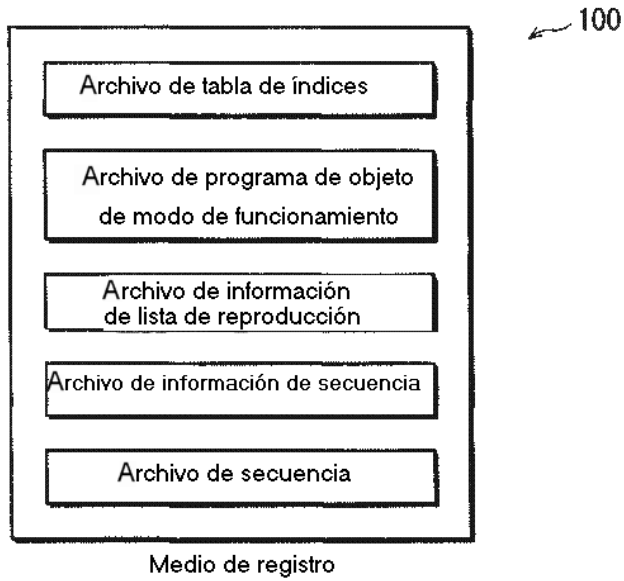 100
Archivo de tabla de índices
Archivo de programa de objeto
de modo de funcionamiento
Archivo de información
de lista de reproducción
Archivo de información de secuencia
Archivo de secuencia
Medio de registro